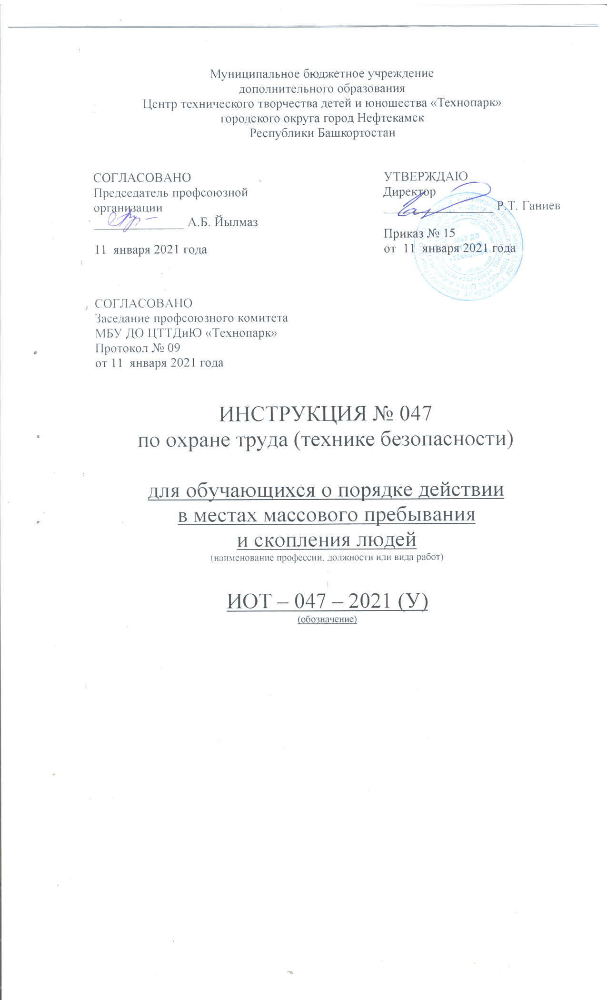 Муниципальное бюджетное учреждение
дополнительного образования
Центр технического творчества детей и юношества «Технопарк»
городского округа город Нефтекамск
Республики Башкортостан
СОГЛАСОВАНО
Председатель профсоюзной
организации
А.Б. Йылмаз
11 января 2021 года
УТВЕРЖДАЮ
Директор
Р.Т. Ганиев
Приказ № 15
от 11 января 2021 года
МБУ ДО
«ТЕХНОПАРК»
СОГЛАСОВАНО
Заседание профсоюзного комитета
МБУ ДО ЦТТДиЮ «Технопарк»
Протокол № 09
от 11 января 2021 года
ИНСТРУКЦИЯ № 047
по охране труда (технике безопасности)
для обучающихся о порядке действии
в местах массового пребывания
и скопления людей
(наименование профессии, должности или вида работ)
ИОТ – 047 – 2021 (У)
(обозначение)